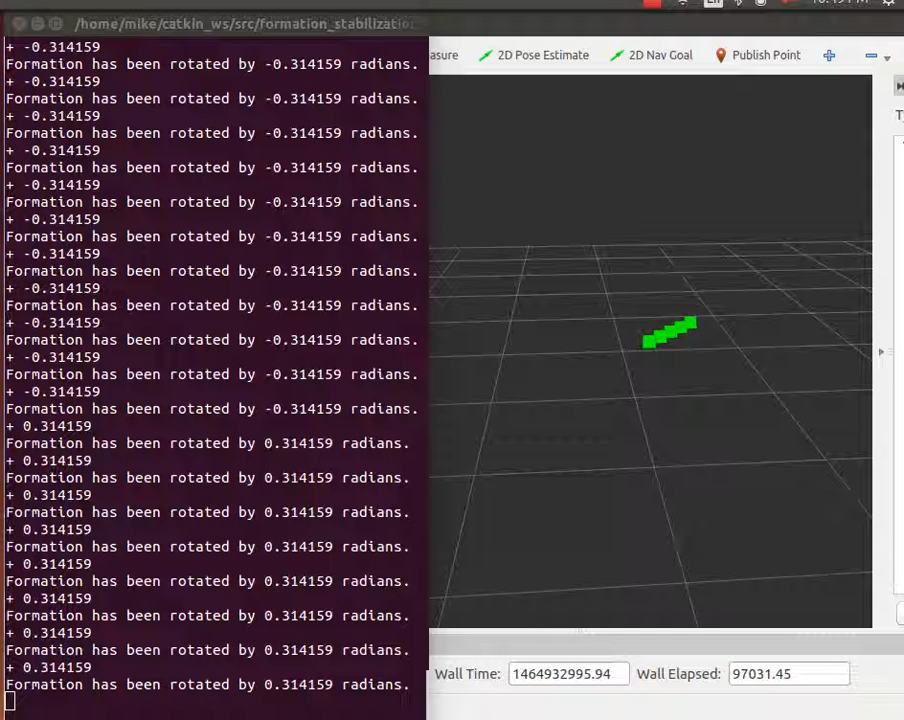 /home/mike/catkin_ws/src/formation_stabilizatio
+ -0.314159
Formation has been rotated by -0.314159 radians.
+ -0.314159
Formation has been rotated by -0.314159 radians.
+ -0.314159
Formation has been rotated by -0.314159 radians.
+ -0.314159
Formation has been rotated by -0.314159 radians.
+ -0.314159
Formation has been rotated by -0.314159 radians.
+ -0.314159
Formation has been rotated by -0.314159 radians.
+ -0.314159
Formation has been rotated by -0.314159 radians.
+ -0.314159
Formation has been rotated by -0.314159 radians.
+ -0.314159
Formation has been rotated by -0.314159 radians.
+ -0.314159
Formation has been rotated by -0.314159 radians.
+ -0.314159
Formation has been rotated by -0.314159 radians.
+ 0.314159
Formation has been rotated by 0.314159 radians.
+ 0.314159
Formation has been rotated by 0.314159 radians.
+ 0.314159
Formation has been rotated by 0.314159 radians.
+ 0.314159
Formation has been rotated by 0.314159 radians.
+ 0.314159
Formation has been rotated by 0.314159 radians.
+ 0.314159
Formation has been rotated by 0.314159 radians.
+ 0.314159
Formation has been rotated by 0.314159 radians.
+ 0.314159
Formation has been rotated by 0.314159 radians.
asure 2D Pose Estimate 2D Nav Goal Publish Point
Wall Time: 1464932995.94 Wall Elapsed: 97031.45